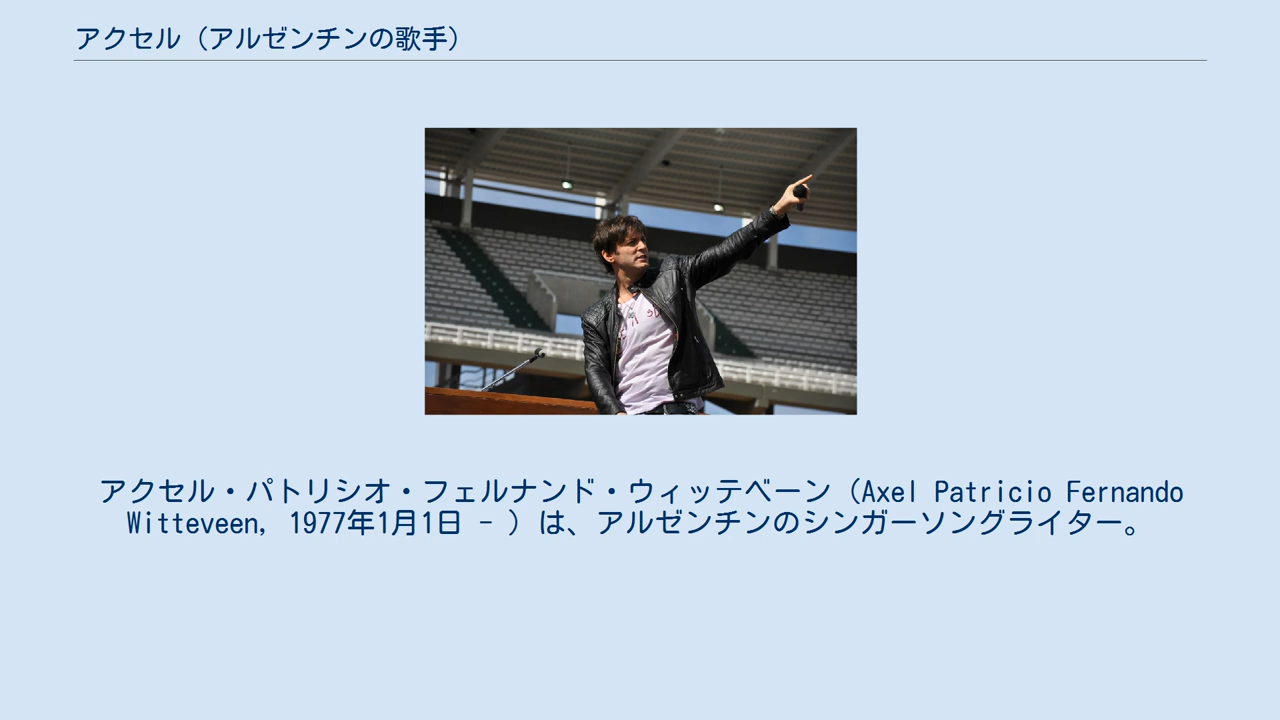 アクセル（アルゼンチンの歌手）
アクセル・パトリシオ・フェルナンド・ウィッテベーン（Axel Patricio Fernando
Witteveen, 1977年1月1日 - ）は、アルゼンチンのシンガーソングライター。